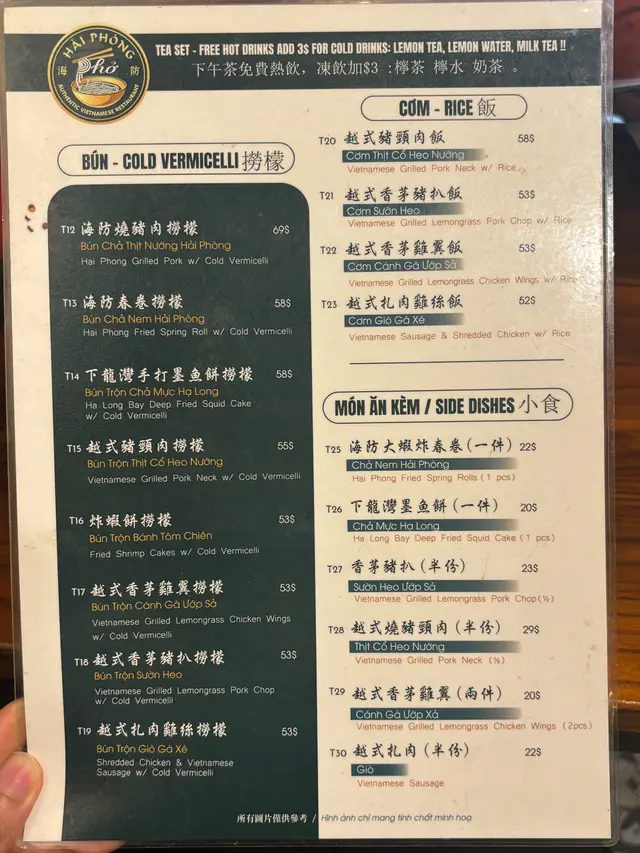 HẢI PHÒNG
海 Phở 防
AUTHENTIC VIETNAMESE RESTAURANT
TEA SET - FREE HOT DRINKS ADD 3$ FOR COLD DRINKS: LEMON TEA, LEMON WATER, MILK TEA !!
下午茶免費熱飲，凍飲加$3 :檸茶 檸水 奶茶 。
BÚN - COLD VERMICELLI 撈檬
T12 海防燒豬肉撈檬 69$
Bún Chả Thịt Nướng Hải Phòng
Hai Phong Grilled Pork w/ Cold Vermicelli
T13 海防春卷撈檬 58$
Bún Chả Nem Hải Phòng
Hai Phong Fried Spring Roll w/ Cold Vermicelli
T14 下龍灣手打墨魚餅撈檬 58$
Bún Trộn Chả Mực Hạ Long
Ha Long Bay Deep Fried Squid Cake
w/ Cold Vermicelli
T15 越式豬頸肉撈檬 55$
Bún Trộn Thịt Cổ Heo Nướng
Vietnamese Grilled Pork Neck w/ Cold Vermicelli
T16 炸蝦餅撈檬 53$
Bún Trộn Bánh Tôm Chiên
Fried Shrimp Cakes w/ Cold Vermicelli
T17 越式香茅雞翼撈檬 53$
Bún Trộn Cánh Gà Ướp Sả
Vietnamese Grilled Lemongrass Chicken Wings
w/ Cold Vermicelli
T18 越式香茅豬扒撈檬 53$
Bún Trộn Sườn Heo
Vietnamese Grilled Lemongrass Pork Chop
w/ Cold Vermicelli
T19 越式扎肉雞絲撈檬 53$
Bún Trộn Giò Gà Xé
Shredded Chicken & Vietnamese
Sausage w/ Cold Vermicelli
CƠM - RICE 飯
T20 越式豬頸肉飯 58$
Cơm Thịt Cổ Heo Nướng
Vietnamese Grilled Pork Neck w/ Rice
T21 越式香茅豬扒飯 53$
Cơm Sườn Heo
Vietnamese Grilled Lemongrass Pork Chop w/ Rice
T22 越式香茅雞翼飯 53$
Cơm Cánh Gà Ướp Sả
Vietnamese Grilled Lemongrass Chicken Wings w/ Rice
T23 越式扎肉雞絲飯 52$
Cơm Giò Gà Xé
Vietnamese Sausage & Shredded Chicken w/ Rice
MÓN ĂN KÈM / SIDE DISHES 小食
T25 海防大蝦炸春卷(一件) 22$
Chả Nem Hải Phòng
Hai Phong Fried Spring Rolls (1 pcs)
T26 下龍灣墨魚餅(一件) 20$
Chả Mực Hạ Long
Ha Long Bay Deep Fried Squid Cake (1 pcs)
T27 香茅豬扒(半份) 23$
Sườn Heo Ướp Sả
Vietnamese Grilled Lemongrass Pork Chop (½)
T28 越式燒豬頸肉(半份) 29$
Thịt Cổ Heo Nướng
Vietnamese Grilled Pork Neck (½)
T29 越式香茅雞翼(兩件) 20$
Cánh Gà Ướp Xả
Vietnamese Grilled Lemongrass Chicken Wings (2pcs)
T30 越式扎肉(半份) 22$
Giò
Vietnamese Sausage
所有圖片僅供參考 / Hình ảnh chỉ mang tính chất minh hoạ